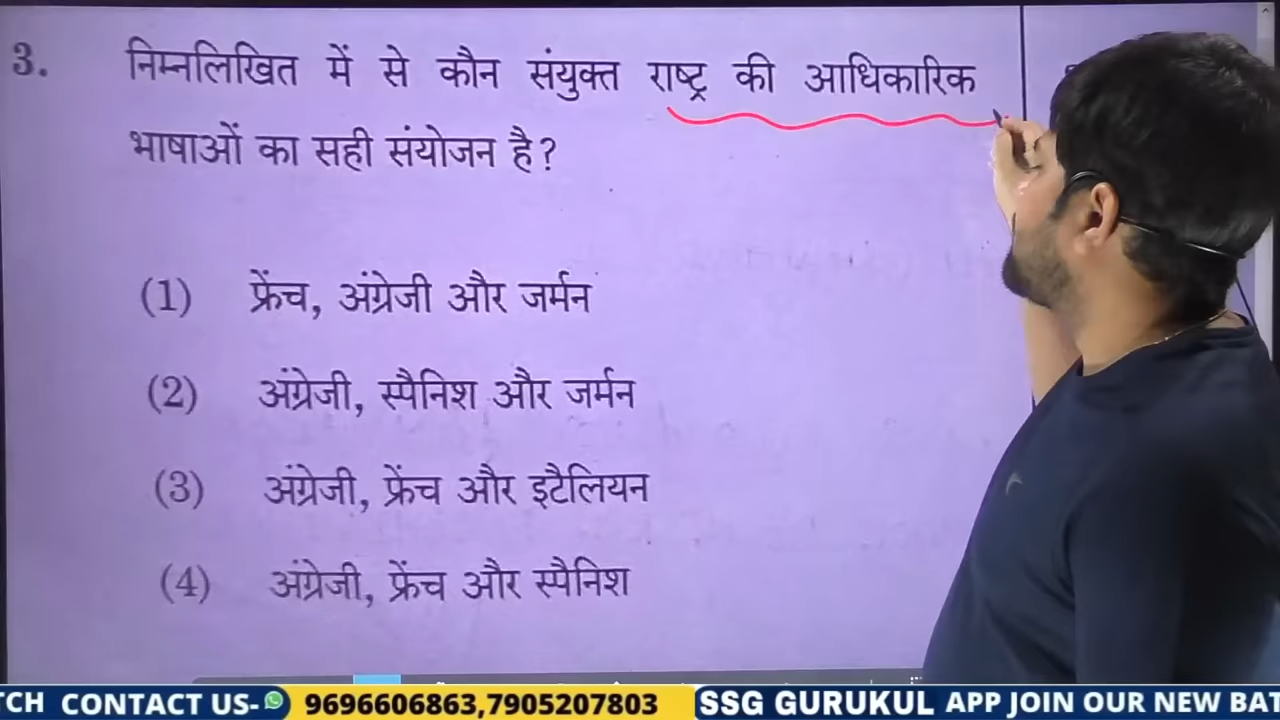 3. निम्नलिखित में से कौन संयुक्त राष्ट्र की आधिकारिक
भाषाओं का सही संयोजन है?
(1) फ्रेंच, अंग्रेजी और जर्मन
(2) अंग्रेजी, स्पैनिश और जर्मन
(3) अंग्रेजी, फ्रेंच और इटैलियन
(4) अंग्रेजी, फ्रेंच और स्पैनिश
TCH CONTACT US- 9696606863,7905207803 SSG GURUKUL APP JOIN OUR NEW BAT